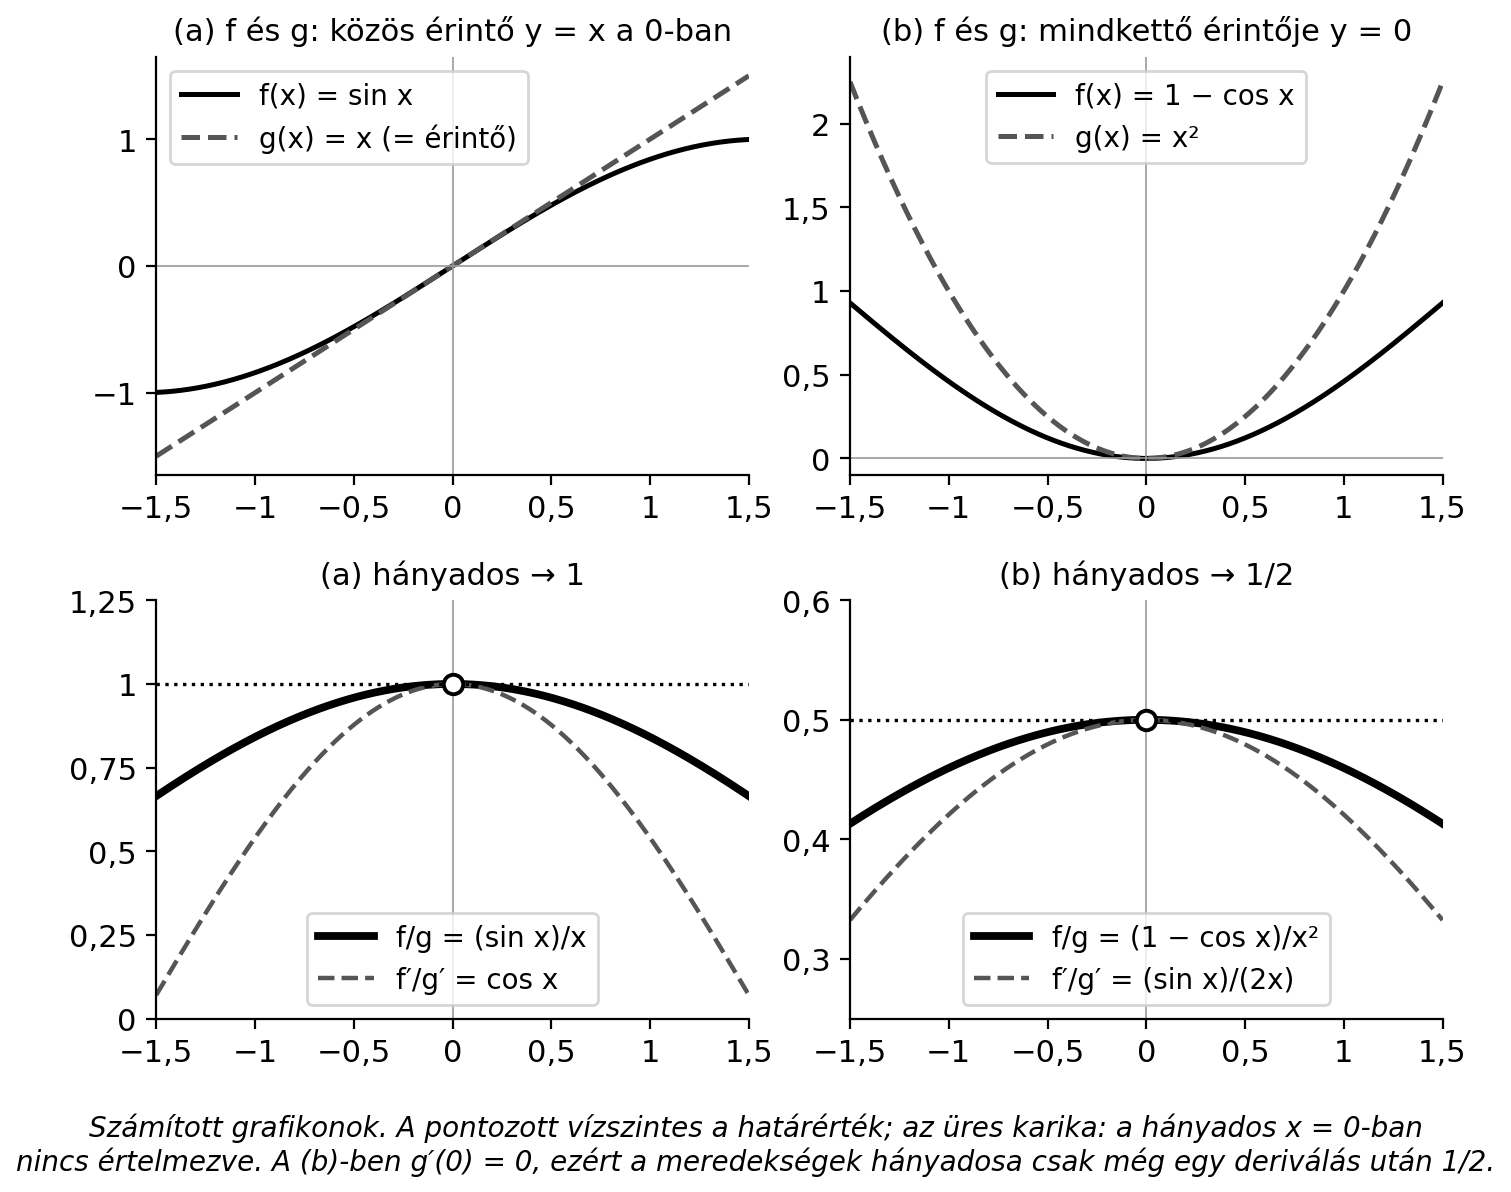 (a) f és g: közös érintő y = x a 0-ban
f(x) = sin x
g(x) = x (= érintő)
1
0
−1
−1,5 −1 −0,5 0 0,5 1 1,5
(b) f és g: mindkettő érintője y = 0
f(x) = 1 − cos x
g(x) = x²
2
1,5
1
0,5
0
−1,5 −1 −0,5 0 0,5 1 1,5
(a) hányados → 1
1,25
1
0,75
0,5
0,25
0
f/g = (sin x)/x
f′/g′ = cos x
−1,5 −1 −0,5 0 0,5 1 1,5
(b) hányados → 1/2
0,6
0,5
0,4
0,3
f/g = (1 − cos x)/x²
f′/g′ = (sin x)/(2x)
−1,5 −1 −0,5 0 0,5 1 1,5
Számított grafikonok. A pontozott vízszintes a határérték; az üres karika: a hányados x = 0-ban
nincs értelmezve. A (b)-ben g′(0) = 0, ezért a meredekségek hányadosa csak még egy deriválás után 1/2.